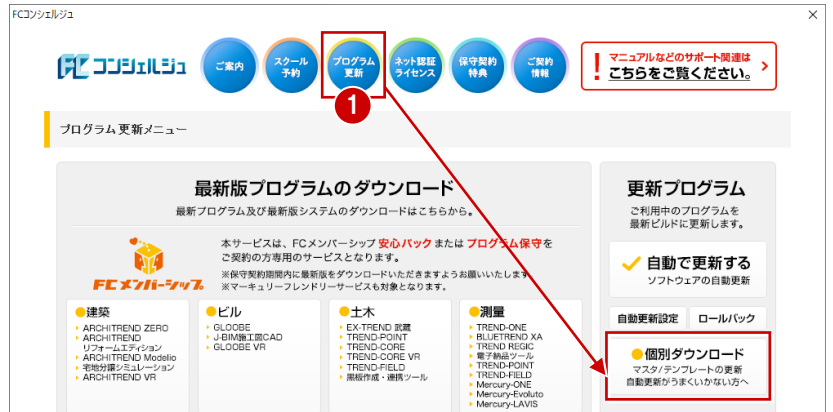 FCコンシェルジュ
FC コンシェルジュ
ご案内
スクール
予約
プログラム
更新
ネット認証
ライセンス
保守契約
特典
ご契約
情報
マニュアルなどのサポート関連は
こちらをご覧ください。
1
プログラム更新メニュー
最新版プログラムのダウンロード
最新プログラム及び最新版システムのダウンロードはこちらから。
FCメンバーシップ
本サービスは、FCメンバーシップ 安心パック または プログラム保守を
ご契約の方専用のサービスとなります。
※保守契約期間内に最新版をダウンロードいただきますようお願いいたします。
※マーキュリーフレンドリーサービスも対象となります。
建築
ARCHITREND ZERO
ARCHITREND
リフォームエディション
ARCHITREND Modelio
宅地分譲シミュレーション
ARCHITREND VR
ビル
GLOOBE
J-BIM施工図CAD
GLOOBE VR
土木
EX-TREND 武蔵
TREND-POINT
TREND-CORE
TREND-CORE VR
TREND-FIELD
黒板作成・連携ツール
測量
TREND-ONE
BLUETREND XA
TREND REGIC
電子納品ツール
TREND-POINT
TREND-FIELD
Mercury-ONE
Mercury-Evoluto
Mercury-LAVIS
更新プログラム
ご利用中のプログラムを
最新ビルドに更新します。
自動で更新する
ソフトウェアの自動更新
自動更新設定
ロールバック
個別ダウンロード
マスタ/テンプレートの更新
自動更新がうまくいかない方へ